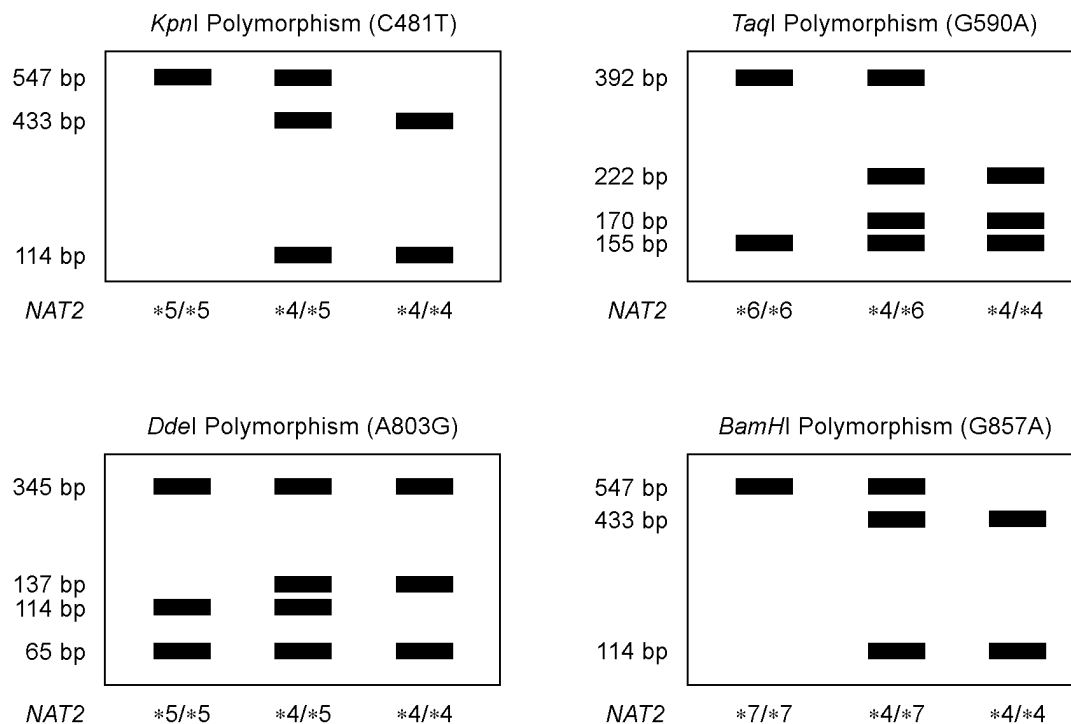 KpnI Polymorphism (C481T)
547 bp
433 bp
114 bp
NAT2 *5/*5 *4/*5 *4/*4
TaqI Polymorphism (G590A)
392 bp
222 bp
170 bp
155 bp
NAT2 *6/*6 *4/*6 *4/*4
DdeI Polymorphism (A803G)
345 bp
137 bp
114 bp
65 bp
NAT2 *5/*5 *4/*5 *4/*4
BamHI Polymorphism (G857A)
547 bp
433 bp
114 bp
NAT2 *7/*7 *4/*7 *4/*4